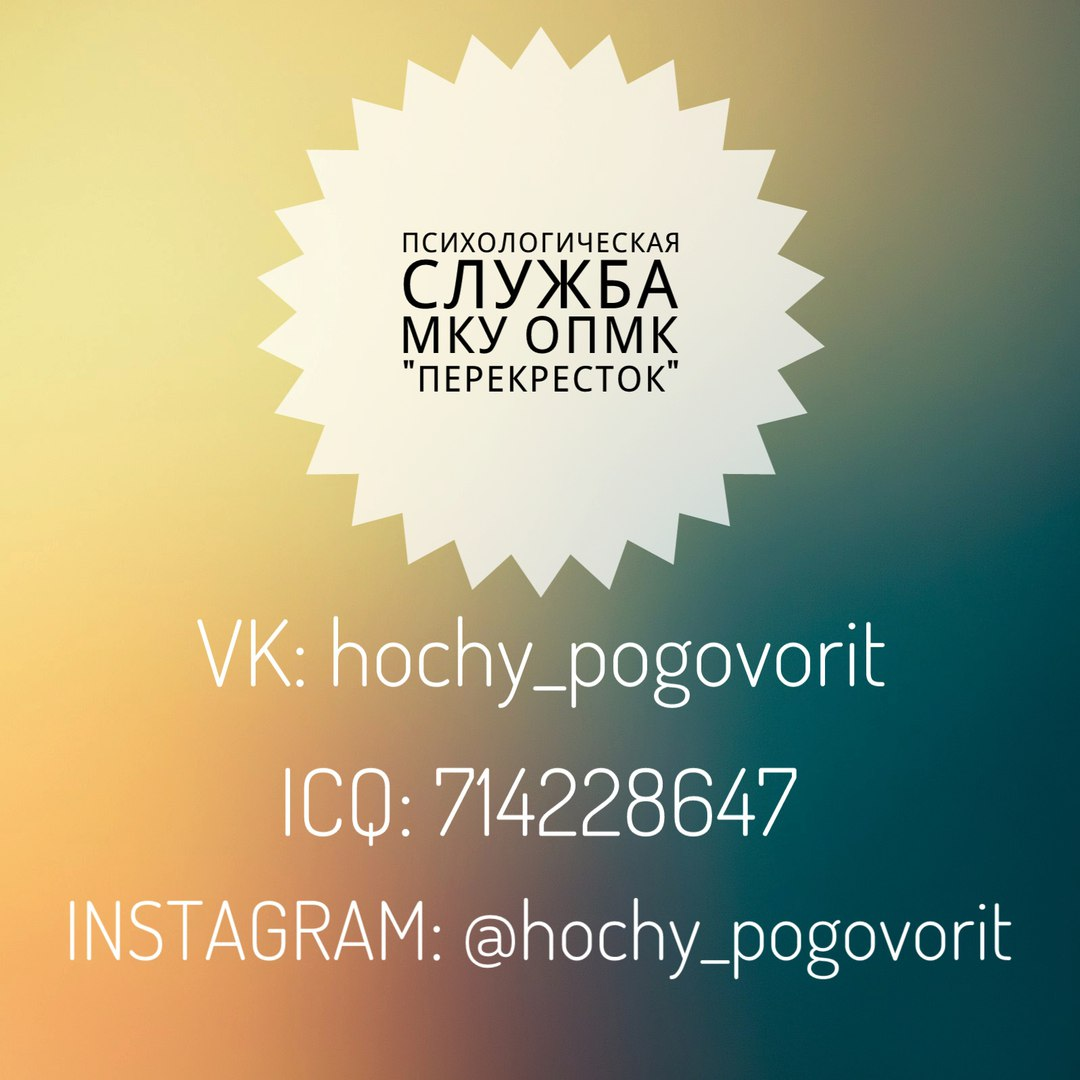 ПСИХОЛОГИЧЕСКАЯ
СЛУЖБА
МКУ ОПМК
"ПЕРЕКРЕСТОК"
VK: hochy_pogovorit
ICQ: 714228647
INSTAGRAM: @hochy_pogovorit